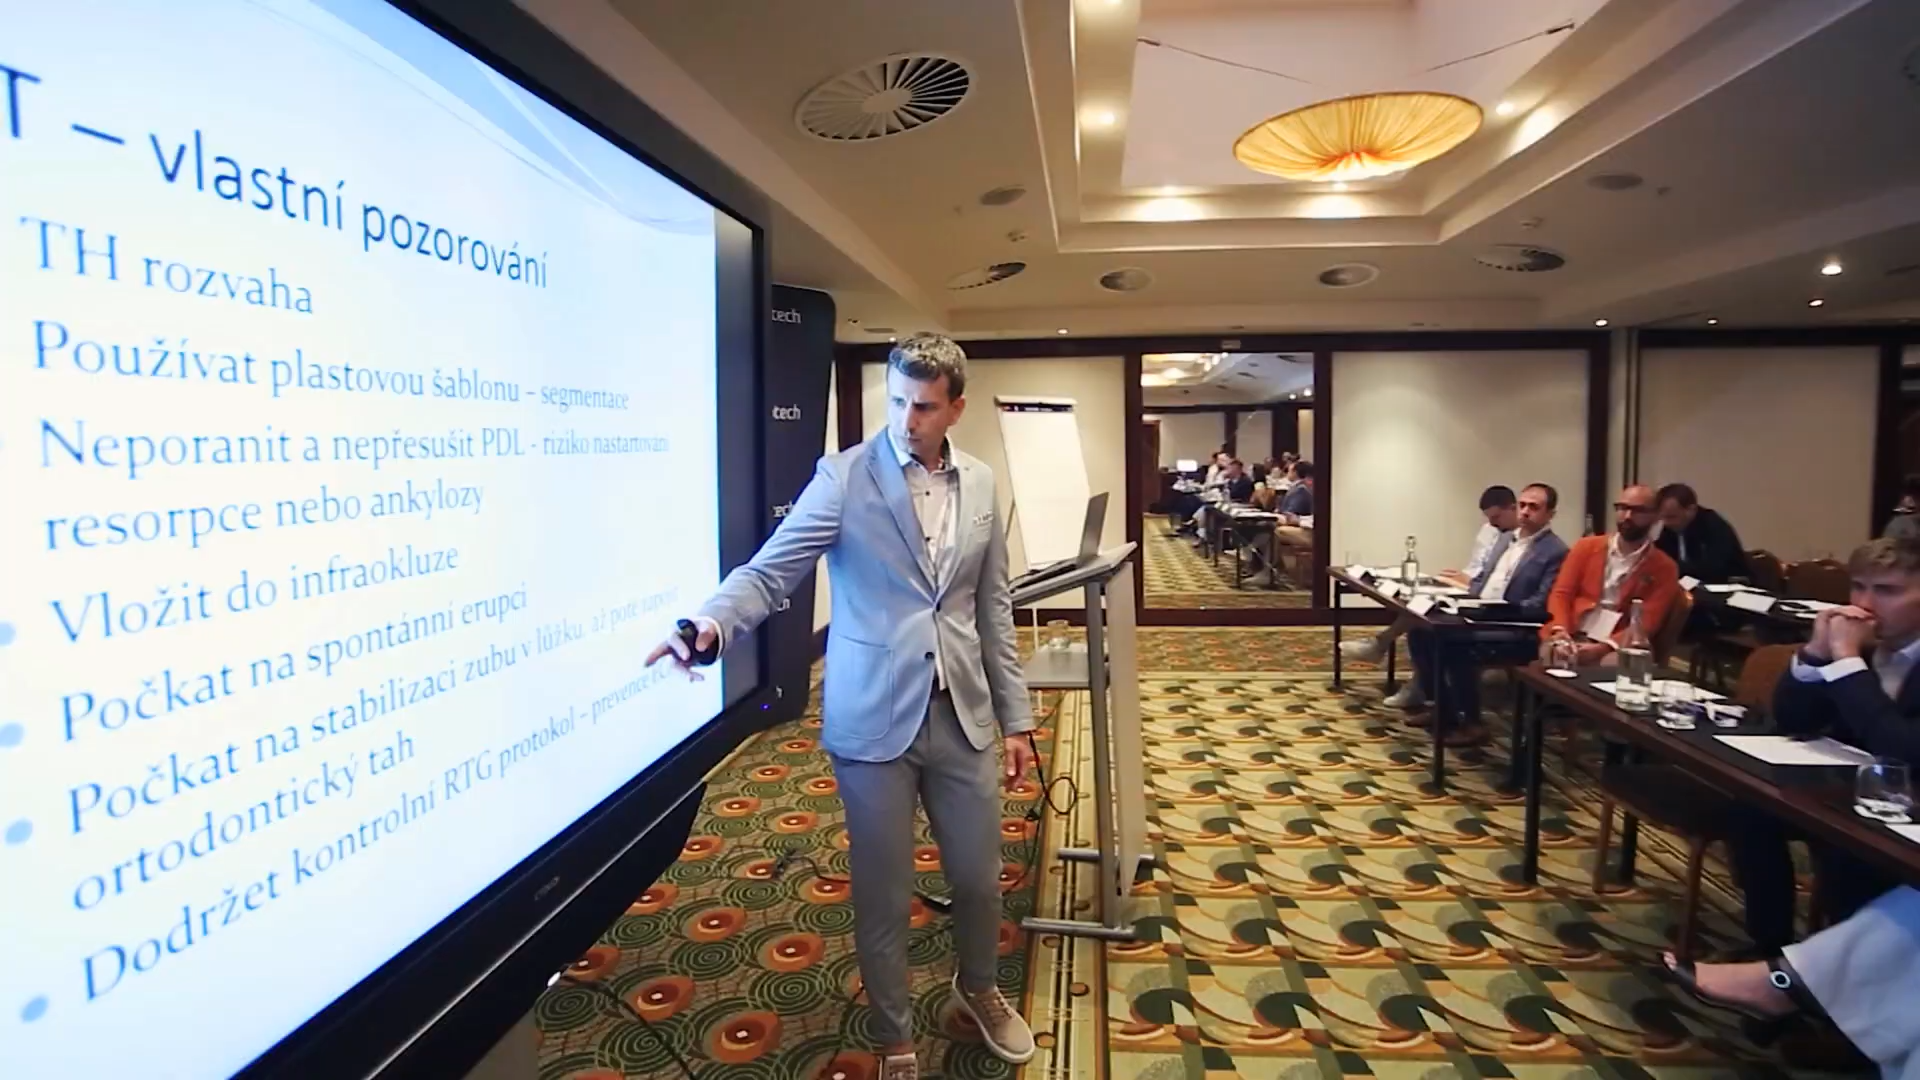 T – vlastní pozorování
TH rozvaha
Používat plastovou šablonu – segmentace
Neporanit a nepřesušit PDL - riziko nastartování
resorpce nebo ankylozy
Vložit do infraokluze
Počkat na spontánní erupci
Počkat na stabilizaci zubu v lůžku, až poté zapojit
ortodontický tah
Dodržet kontrolní RTG protokol – prevence
tech
tech
tech